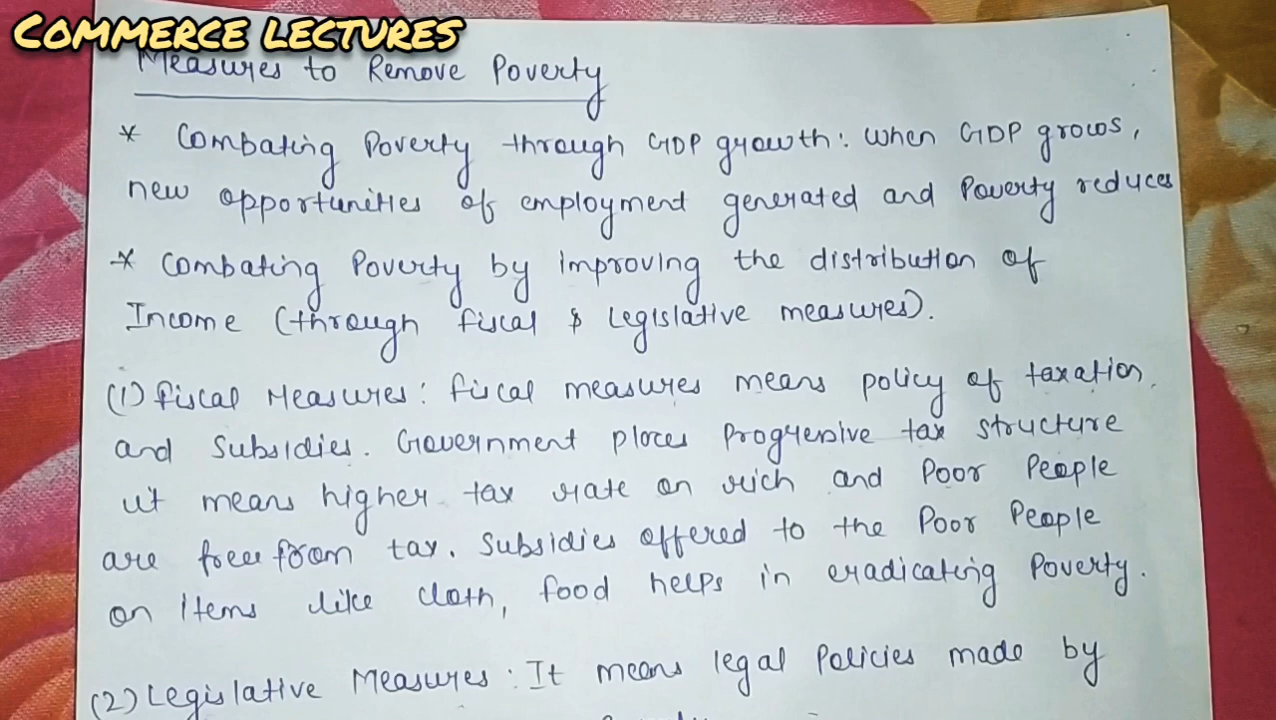 COMMERCE LECTURES
Measures to Remove Poverty
* Combating Poverty through GDP growth: When GDP grows,
new opportunities of employment generated and Poverty reduces
* Combating Poverty by improving the distribution of
Income (through fiscal & Legislative measures).
(1) Fiscal Measures: fiscal measures means policy of taxation
and Subsidies. Government places Progressive tax structure
it means higher tax rate on rich and Poor People
are free from tax. Subsidies offered to the Poor People
on items like cloth, food helps in eradicating Poverty.
(2) Legislative Measures: It means legal Policies made by